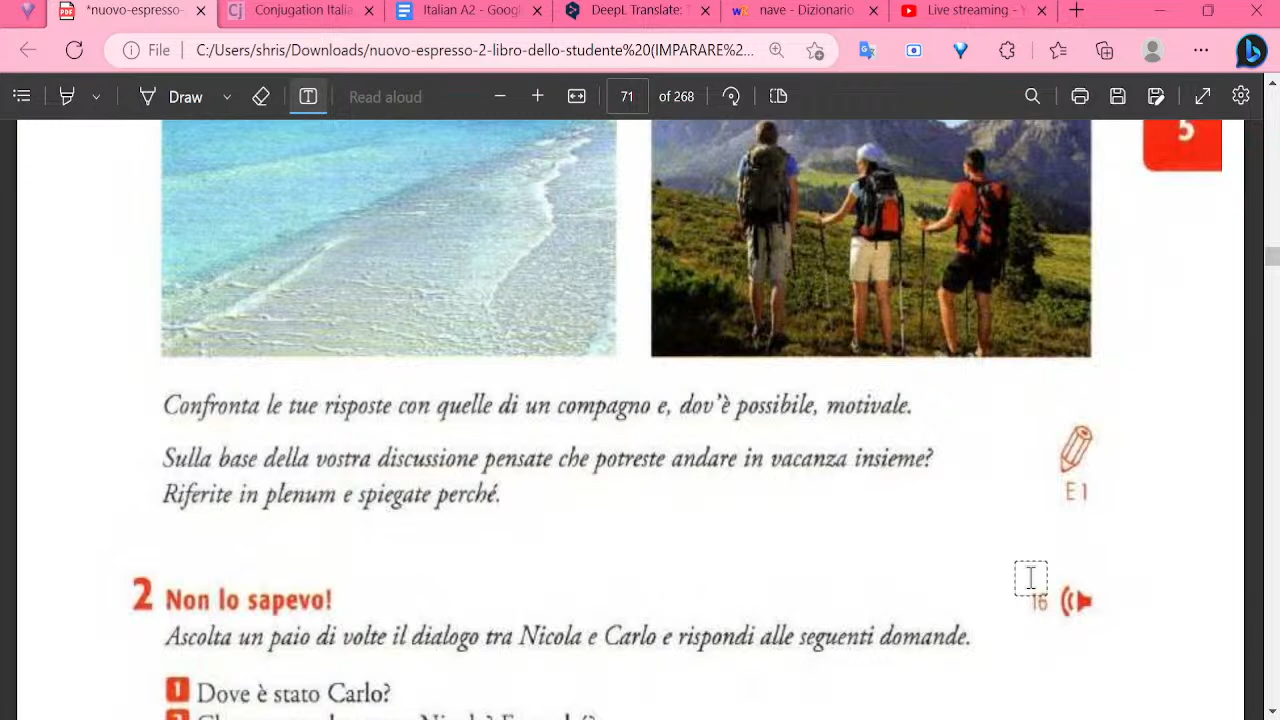 *nuovo-espresso-
Conjugation Italia
Italian A2 - Googl
DeepL Translate: T
nave - Dizionario
Live streaming - Y
File
C:/Users/shris/Downloads/nuovo-espresso-2-libro-dello-studente%20(IMPARARE%2...
Draw
Read aloud
71
of 268
5
Confronta le tue risposte con quelle di un compagno e, dov'è possibile, motivale.
Sulla base della vostra discussione pensate che potreste andare in vacanza insieme?
Riferite in plenum e spiegate perché.
E 1
2 Non lo sapevo!
16
Ascolta un paio di volte il dialogo tra Nicola e Carlo e rispondi alle seguenti domande.
1 Dove è stato Carlo?